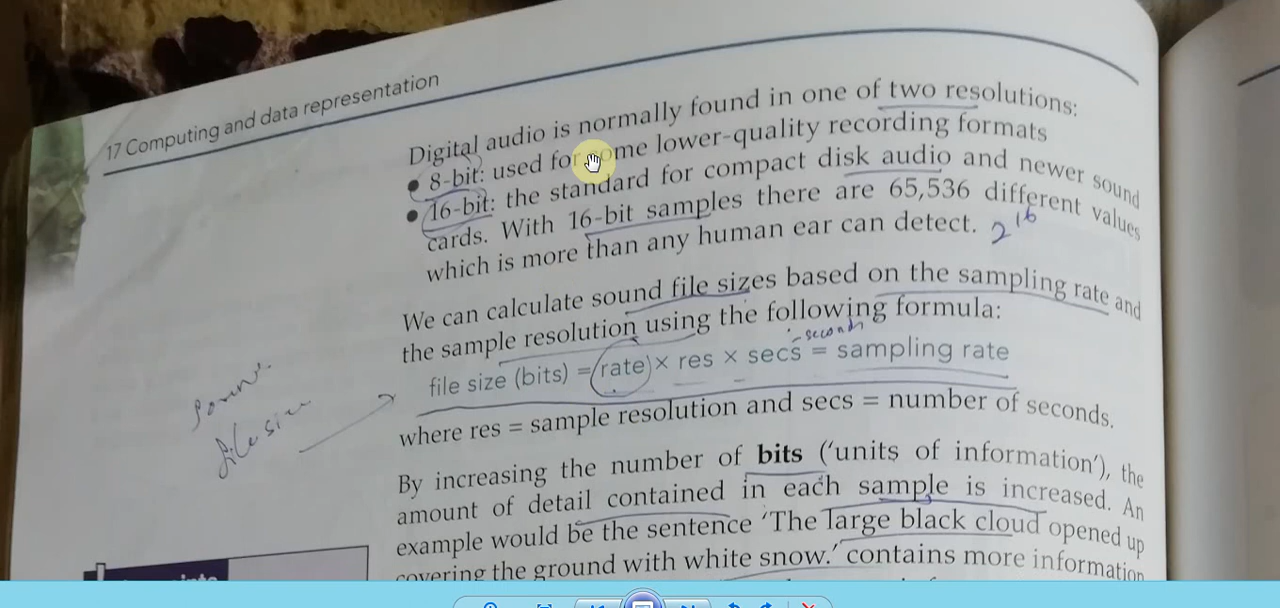 17 Computing and data representation
Digital audio is normally found in one of two resolutions:
• 8-bit: used for some lower-quality recording formats
• 16-bit: the standard for compact disk audio and newer sound
cards. With 16-bit samples there are 65,536 different values
which is more than any human ear can detect. 2^16
We can calculate sound file sizes based on the sampling rate and
the sample resolution using the following formula:
seconds
file size (bits) = rate × res × secs = sampling rate
where res = sample resolution and secs = number of seconds.
file size
By increasing the number of bits (‘units of information’), the
amount of detail contained in each sample is increased. An
example would be the sentence ‘The large black cloud opened up
covering the ground with white snow.’ contains more information